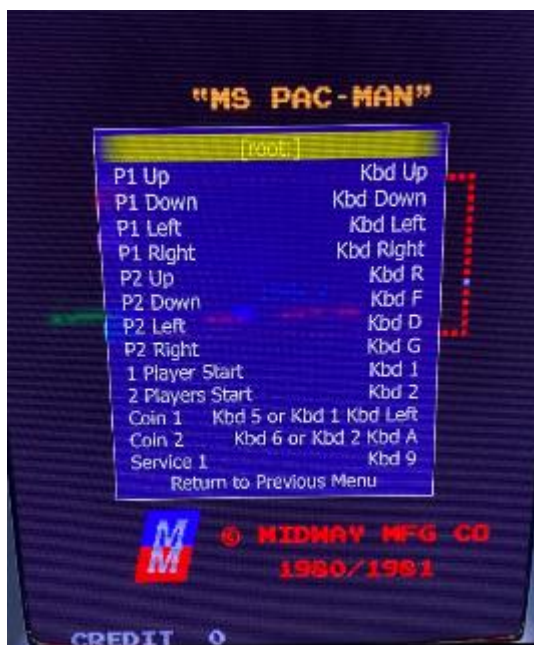 "MS PAC-MAN"
[root:]
P1 Up Kbd Up
P1 Down Kbd Down
P1 Left Kbd Left
P1 Right Kbd Right
P2 Up Kbd R
P2 Down Kbd F
P2 Left Kbd D
P2 Right Kbd G
1 Player Start Kbd 1
2 Players Start Kbd 2
Coin 1 Kbd 5 or Kbd 1 Kbd Left
Coin 2 Kbd 6 or Kbd 2 Kbd A
Service 1 Kbd 9
Return to Previous Menu
M
M
© MIDWAY MFG CO
1980/1981
CREDIT 0